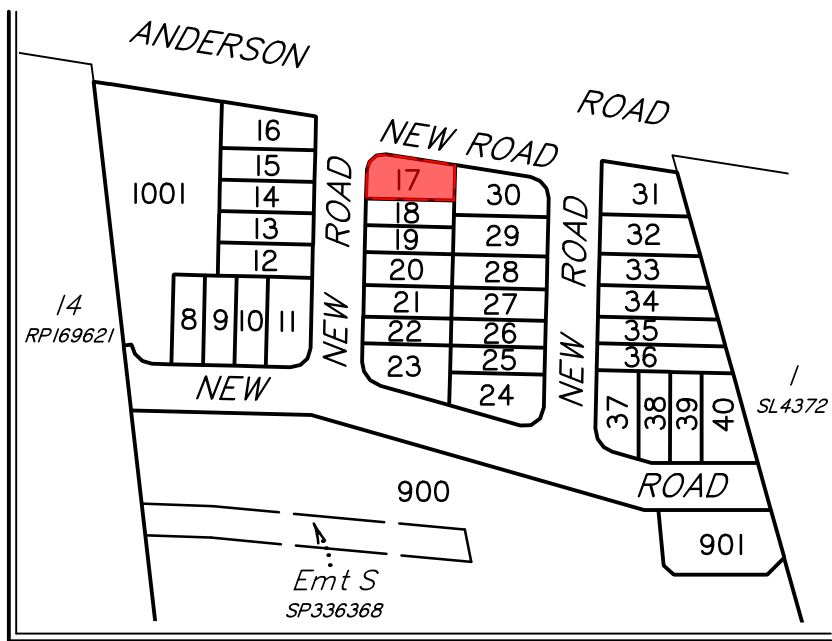 ANDERSON
ROAD
NEW ROAD
16
15
14
13
12
1001
8 9 10 11
NEW ROAD
17
18
19
20
21
22
23
30
29
28
27
26
25
24
NEW ROAD
31
32
33
34
35
36
37 38 39 40
14
RP169621
1
SL4372
NEW
ROAD
900
901
Emt S
SP336368